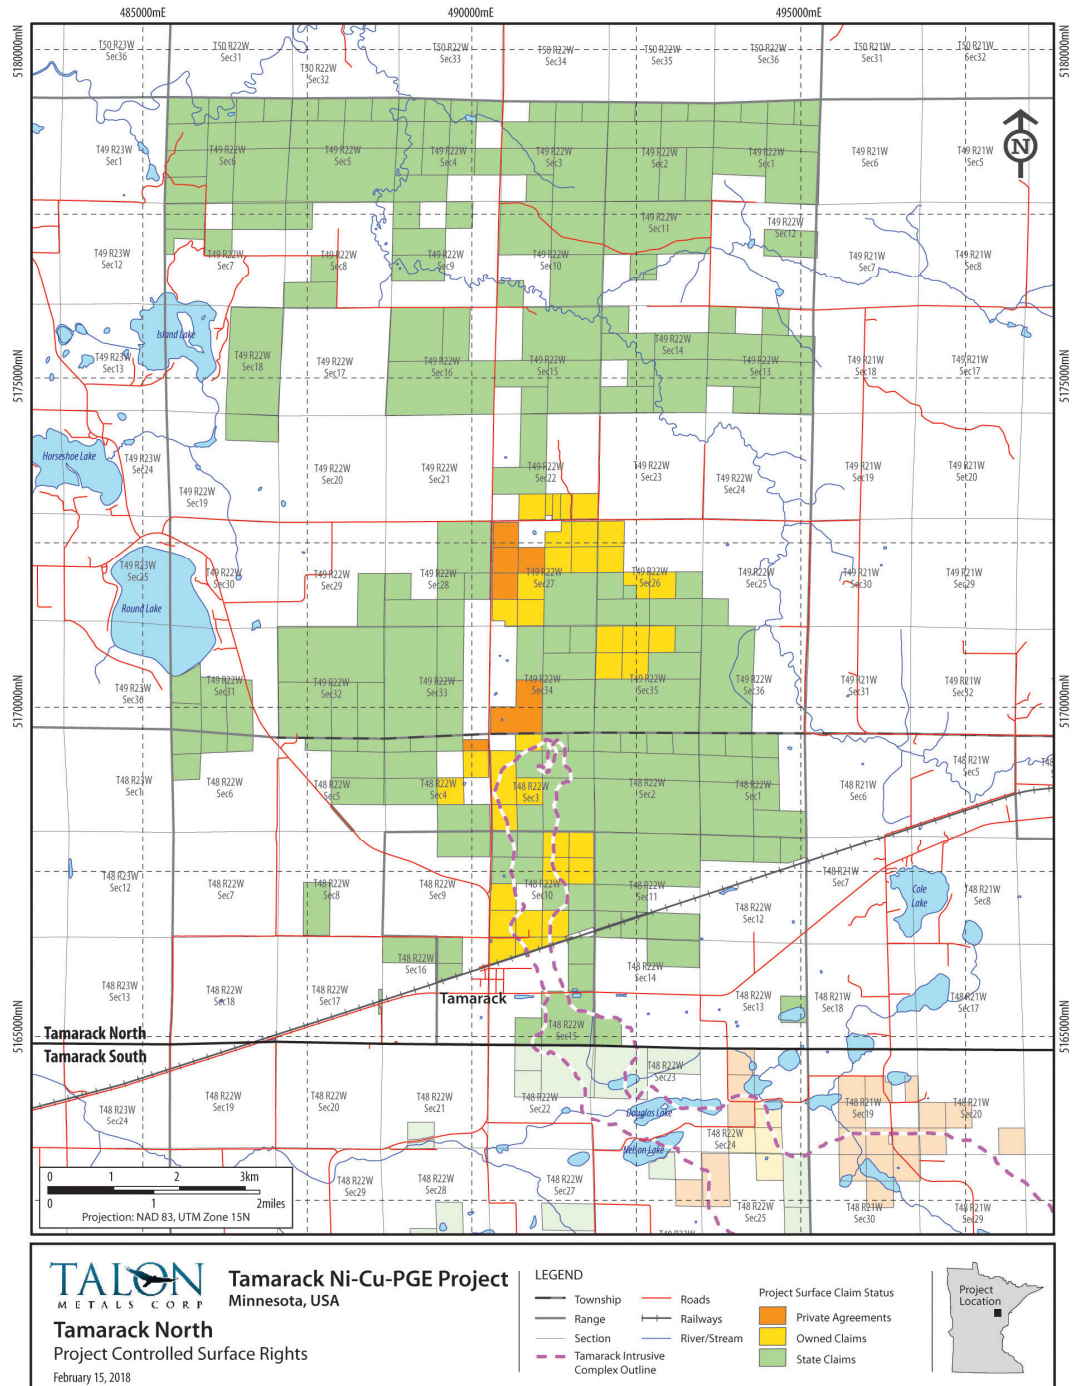 485000mE
490000mE
495000mE
5180000mN
5180000mN
T50 R23W
Sec36
T50 R22W
Sec31
T50 R22W
Sec32
T50 R22W
Sec33
T50 R22W
Sec34
T50 R22W
Sec35
T50 R22W
Sec36
T50 R21W
Sec31
T50 R21W
Sec32
N
T49 R23W
Sec1
T49 R22W
Sec6
T49 R22W
Sec5
T49 R22W
Sec4
T49 R22W
Sec3
T49 R22W
Sec2
T49 R22W
Sec1
T49 R21W
Sec6
T49 R21W
Sec5
T49 R23W
Sec12
T49 R22W
Sec7
T49 R22W
Sec8
T49 R22W
Sec9
T49 R22W
Sec10
T49 R22W
Sec11
T49 R22W
Sec12
T49 R21W
Sec7
T49 R21W
Sec8
Island Lake
5175000mN
5175000mN
T49 R23W
Sec13
T49 R22W
Sec18
T49 R22W
Sec17
T49 R22W
Sec16
T49 R22W
Sec15
T49 R22W
Sec14
T49 R22W
Sec13
T49 R21W
Sec18
T49 R21W
Sec17
Horseshoe Lake
T49 R23W
Sec24
T49 R22W
Sec19
T49 R22W
Sec20
T49 R22W
Sec21
T49 R22W
Sec22
T49 R22W
Sec23
T49 R22W
Sec24
T49 R21W
Sec19
T49 R21W
Sec20
T49 R23W
Sec25
T49 R22W
Sec30
T49 R22W
Sec29
T49 R22W
Sec28
T49 R22W
Sec27
T49 R22W
Sec26
T49 R22W
Sec25
T49 R21W
Sec30
T49 R21W
Sec29
Round Lake
5170000mN
5170000mN
T49 R23W
Sec36
T49 R22W
Sec31
T49 R22W
Sec32
T49 R22W
Sec33
T49 R22W
Sec34
T49 R22W
Sec35
T49 R22W
Sec36
T49 R21W
Sec31
T49 R21W
Sec32
T48 R23W
Sec1
T48 R22W
Sec6
T48 R22W
Sec5
T48 R22W
Sec4
T48 R22W
Sec3
T48 R22W
Sec2
T48 R22W
Sec1
T48 R21W
Sec6
T48 R21W
Sec5
T48 R23W
Sec12
T48 R22W
Sec7
T48 R22W
Sec8
T48 R22W
Sec9
T48 R22W
Sec10
T48 R22W
Sec11
T48 R22W
Sec12
T48 R21W
Sec7
Cole
Lake
T48 R21W
Sec8
T48 R23W
Sec13
T48 R22W
Sec18
T48 R22W
Sec17
T48 R22W
Sec16
Tamarack
T48 R22W
Sec15
T48 R22W
Sec14
T48 R22W
Sec13
T48 R21W
Sec18
T48 R21W
Sec17
5165000mN
5165000mN
Tamarack North
Tamarack South
T48 R23W
Sec24
T48 R22W
Sec19
T48 R22W
Sec20
T48 R22W
Sec21
T48 R22W
Sec22
T48 R22W
Sec23
T48 R22W
Sec24
T48 R21W
Sec19
T48 R21W
Sec20
Douglas Lake
Nelson Lake
T48 R22W
Sec29
T48 R22W
Sec28
T48 R22W
Sec27
T48 R22W
Sec25
T48 R21W
Sec30
T48 R21W
Sec29
0 1 2 3km
0 1 2miles
Projection: NAD 83, UTM Zone 15N
TALON
METALS CORP
Tamarack Ni-Cu-PGE Project
Minnesota, USA
Tamarack North
Project Controlled Surface Rights
February 15, 2018
LEGEND
Township
Range
Section
Tamarack Intrusive
Complex Outline
Roads
Railways
River/Stream
Project Surface Claim Status
Private Agreements
Owned Claims
State Claims
Project
Location